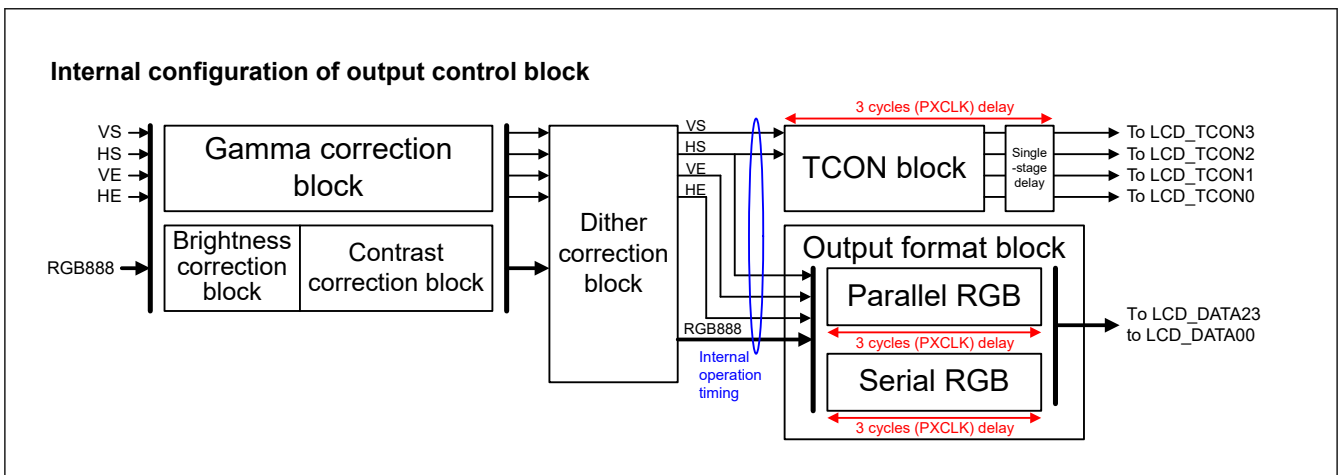 Internal configuration of output control block
VS
HS
VE
HE
RGB888
Gamma correction
block
Brightness
correction
block
Contrast
correction block
Dither
correction
block
VS
HS
VE
HE
RGB888
Internal
operation
timing
3 cycles (PXCLK) delay
TCON block
Single
-stage
delay
To LCD_TCON3
To LCD_TCON2
To LCD_TCON1
To LCD_TCON0
Output format block
Parallel RGB
3 cycles (PXCLK) delay
Serial RGB
3 cycles (PXCLK) delay
To LCD_DATA23
to LCD_DATA00